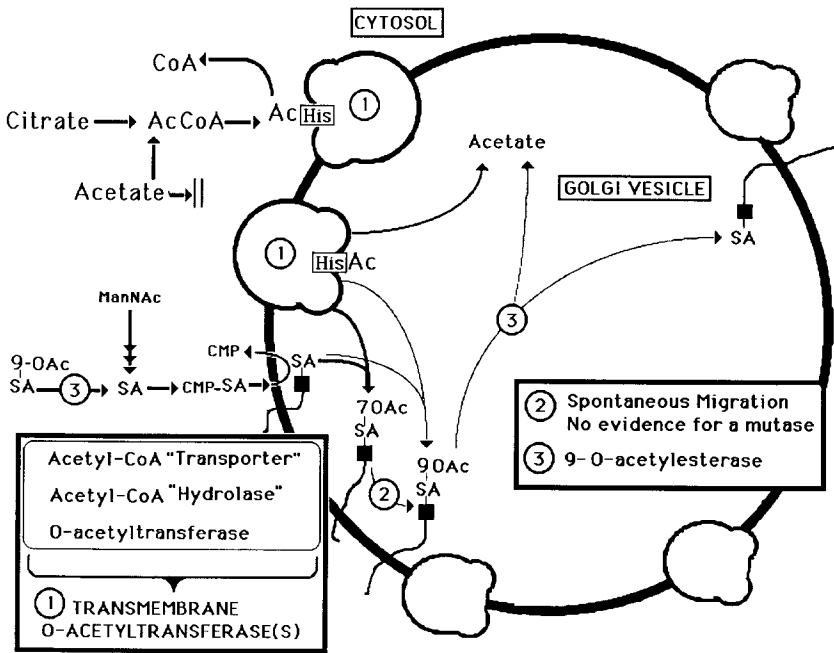 CYTOSOL
CoA
Ac His
1
Citrate
AcCoA
Acetate
Acetate
GOLGI VESICLE
SA
1
His Ac
ManNAc
3
9-OAc
SA
3
SA
CMP-SA
CMP
SA
7OAc
SA
9OAc
SA
2
2 Spontaneous Migration
No evidence for a mutase
3 9-O-acetylesterase
Acetyl-CoA "Transporter"
Acetyl-CoA "Hydrolase"
O-acetyltransferase
1 TRANSMEMBRANE
O-ACETYLTRANSFERASE(S)